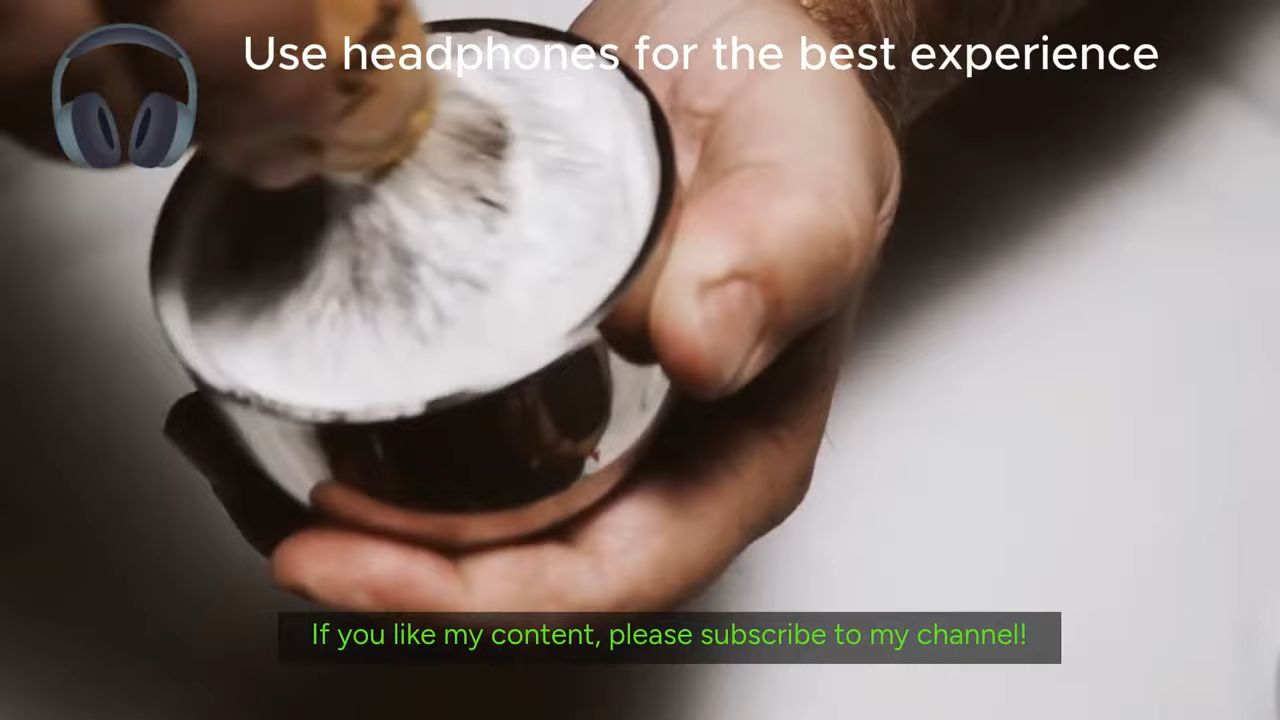 Use headphones for the best experience
If you like my content, please subscribe to my channel!